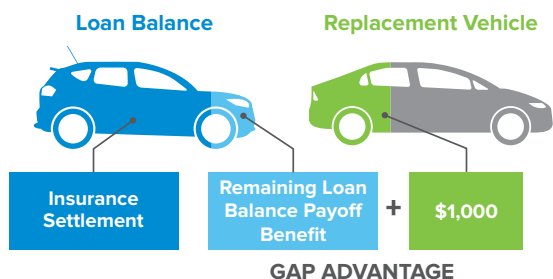 Loan Balance
Replacement Vehicle
Insurance
Settlement
Remaining Loan
Balance Payoff
Benefit
+
$1,000
GAP ADVANTAGE